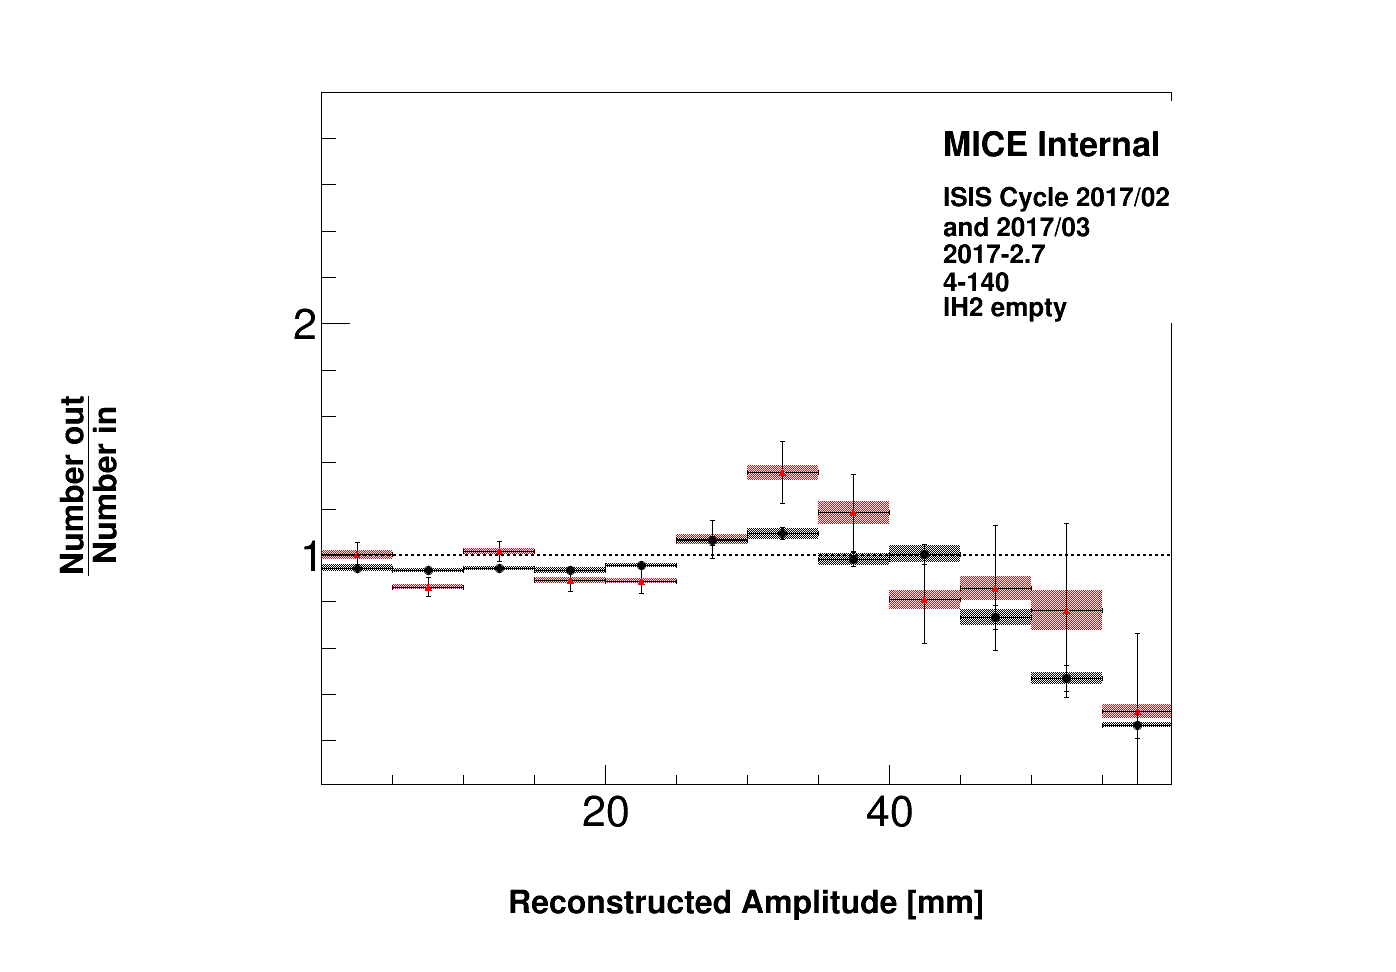 MICE Internal
ISIS Cycle 2017/02
and 2017/03
2017-2.7
4-140
lH2 empty
2
1
Number out
Number in
20
40
Reconstructed Amplitude [mm]